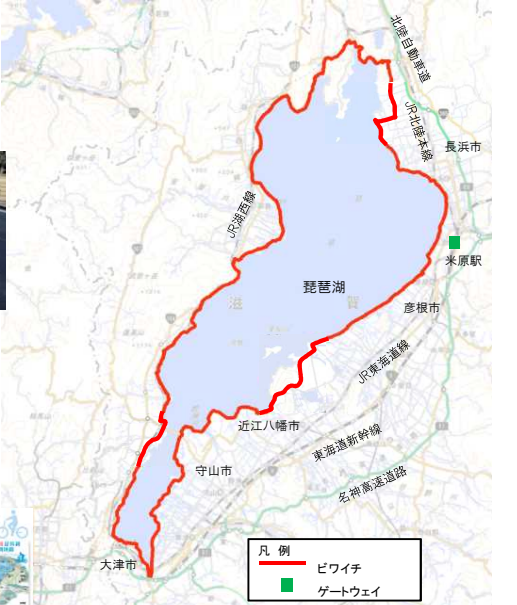 北陸自動車道
JR北陸本線
長浜市
JR湖西線
米原駅
琵琶湖
滋
賀
彦根市
JR東海道線
近江八幡市
東海道新幹線
守山市
名神高速道路
大津市
凡 例
ビワイチ
ゲートウェイ